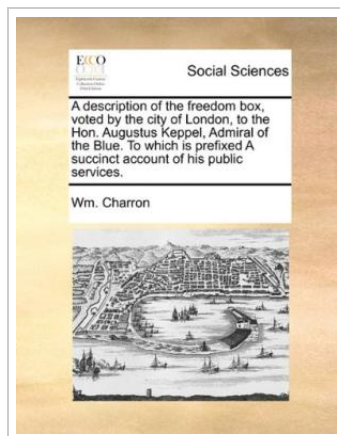 ECCO
Social Sciences
A description of the freedom box,
voted by the city of London, to the
Hon. Augustus Keppel, Admiral of
the Blue. To which is prefixed A
succinct account of his public
services.
Wm. Charron